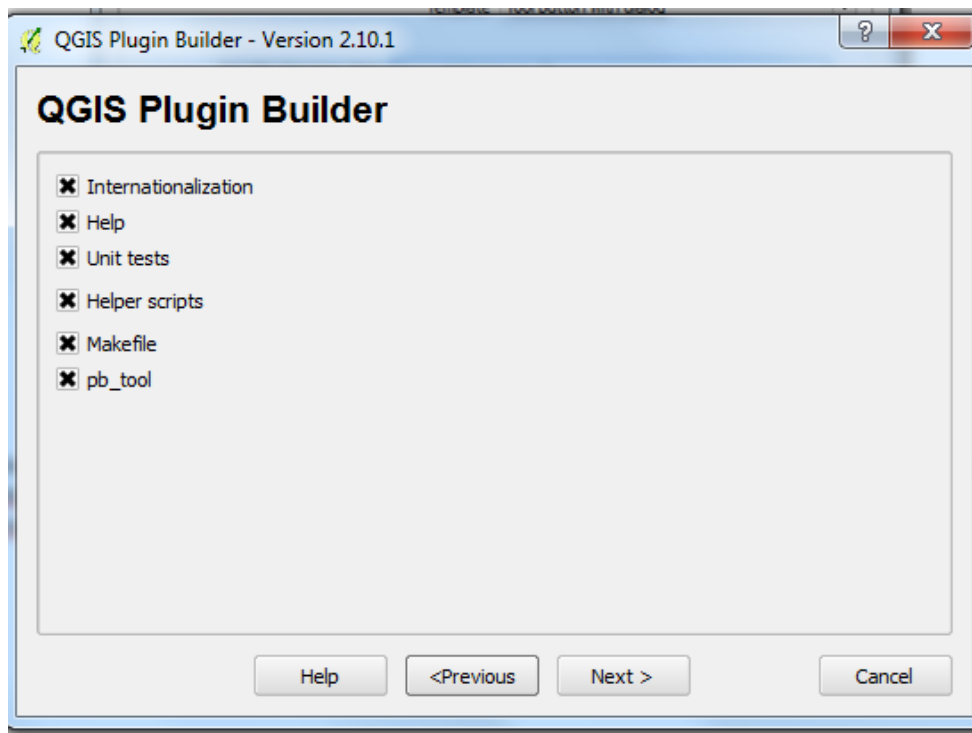 QGIS Plugin Builder - Version 2.10.1
QGIS Plugin Builder
Internationalization
Help
Unit tests
Helper scripts
Makefile
pb_tool
Help
<Previous
Next >
Cancel